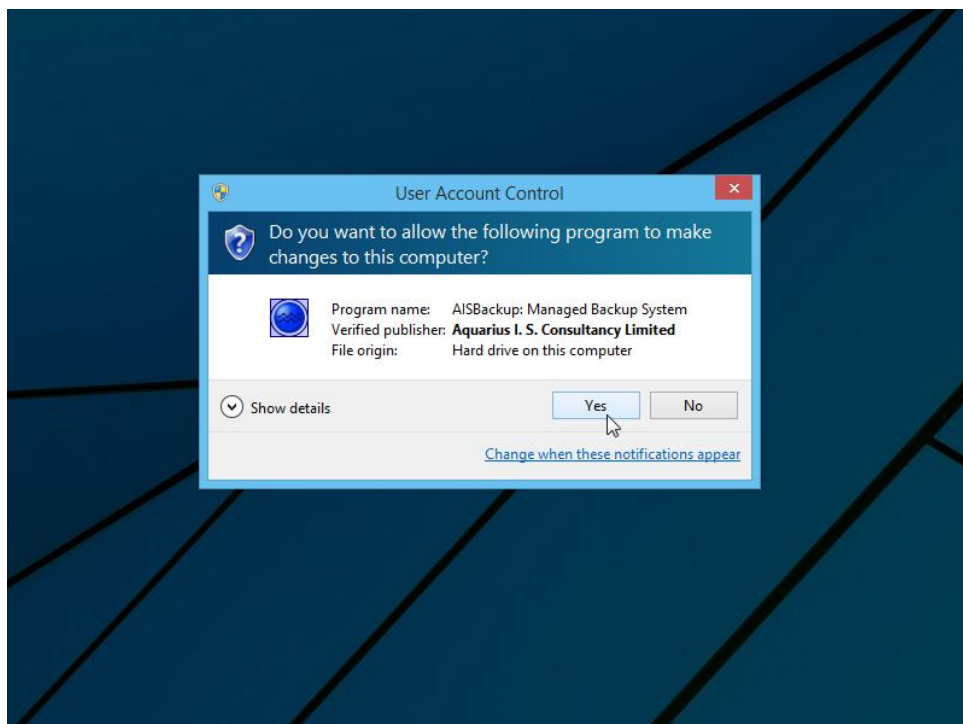 User Account Control
Do you want to allow the following program to make
changes to this computer?
Program name: AISBackup: Managed Backup System
Verified publisher: Aquarius I. S. Consultancy Limited
File origin: Hard drive on this computer
Show details
Yes
No
Change when these notifications appear